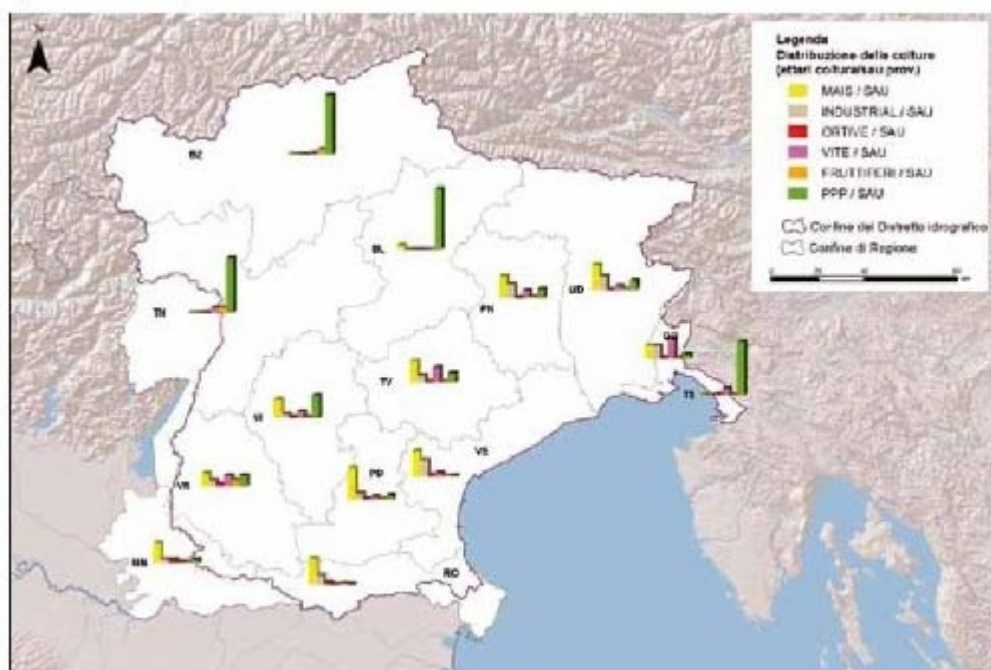 Legenda
Distribuzione delle colture
(ettari coltura/sau prov.)
MAIS / SAU
INDUSTRIAL / SAU
ORTIVE / SAU
VITE / SAU
FRUTTIFERI / SAU
PPP / SAU
Confine del Distretto idrografico
Confine di Regione
BZ
BL
TN
PN
UD
GO
TS
TV
VI
VE
PD
VR
MN
RO